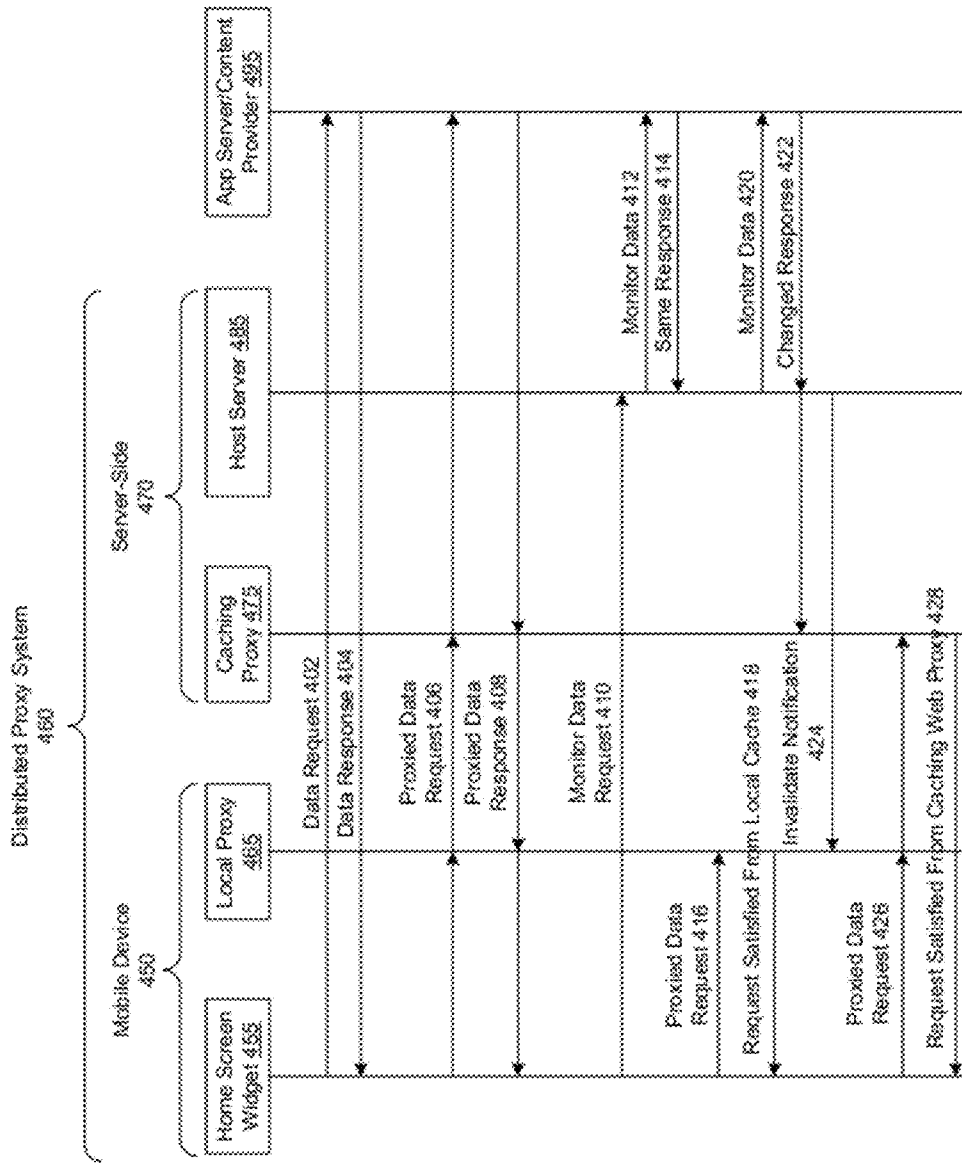 Distributed Proxy System
460
Mobile Device
450
Server-Side
470
Home Screen
Widget 455
Local Proxy
465
Caching
Proxy 475
Host Server 485
App Server/Content
Provider 495
Data Request 402
Data Response 404
Proxied Data
Request 406
Proxied Data
Response 408
Monitor Data
Request 410
Monitor Data 412
Same Response 414
Proxied Data
Request 416
Request Satisfied From Local Cache 418
Monitor Data 420
Changed Response 422
Invalidate Notification
424
Proxied Data
Request 426
Request Satisfied From Caching Web Proxy 428